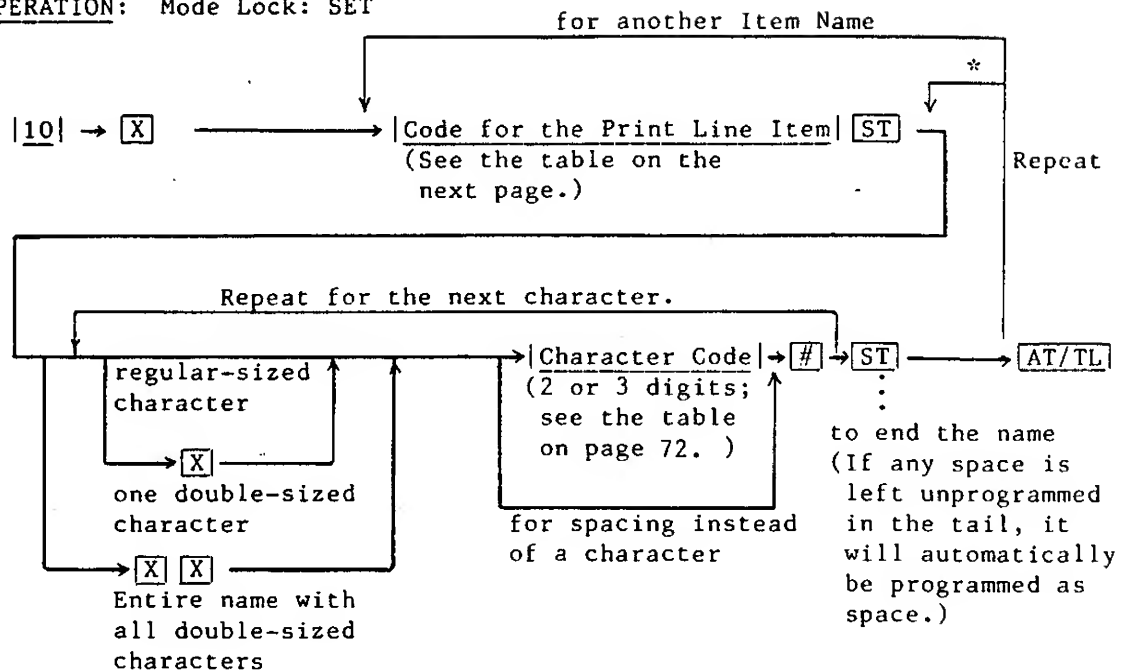 PERATION: Mode Lock: SET
for another Item Name
*
|10| → [X] → |Code for the Print Line Item| [ST]
(See the table on the
next page.)
Repeat
Repeat for the next character.
|Character Code| → [#] → [ST] → [AT/TL]
regular-sized
character
(2 or 3 digits;
see the table
on page 72. )
[X]
one double-sized
character
for spacing instead
of a character
to end the name
(If any space is
left unprogrammed
in the tail, it
will automatically
be programmed as
space.)
[X] [X]
Entire name with
all double-sized
characters